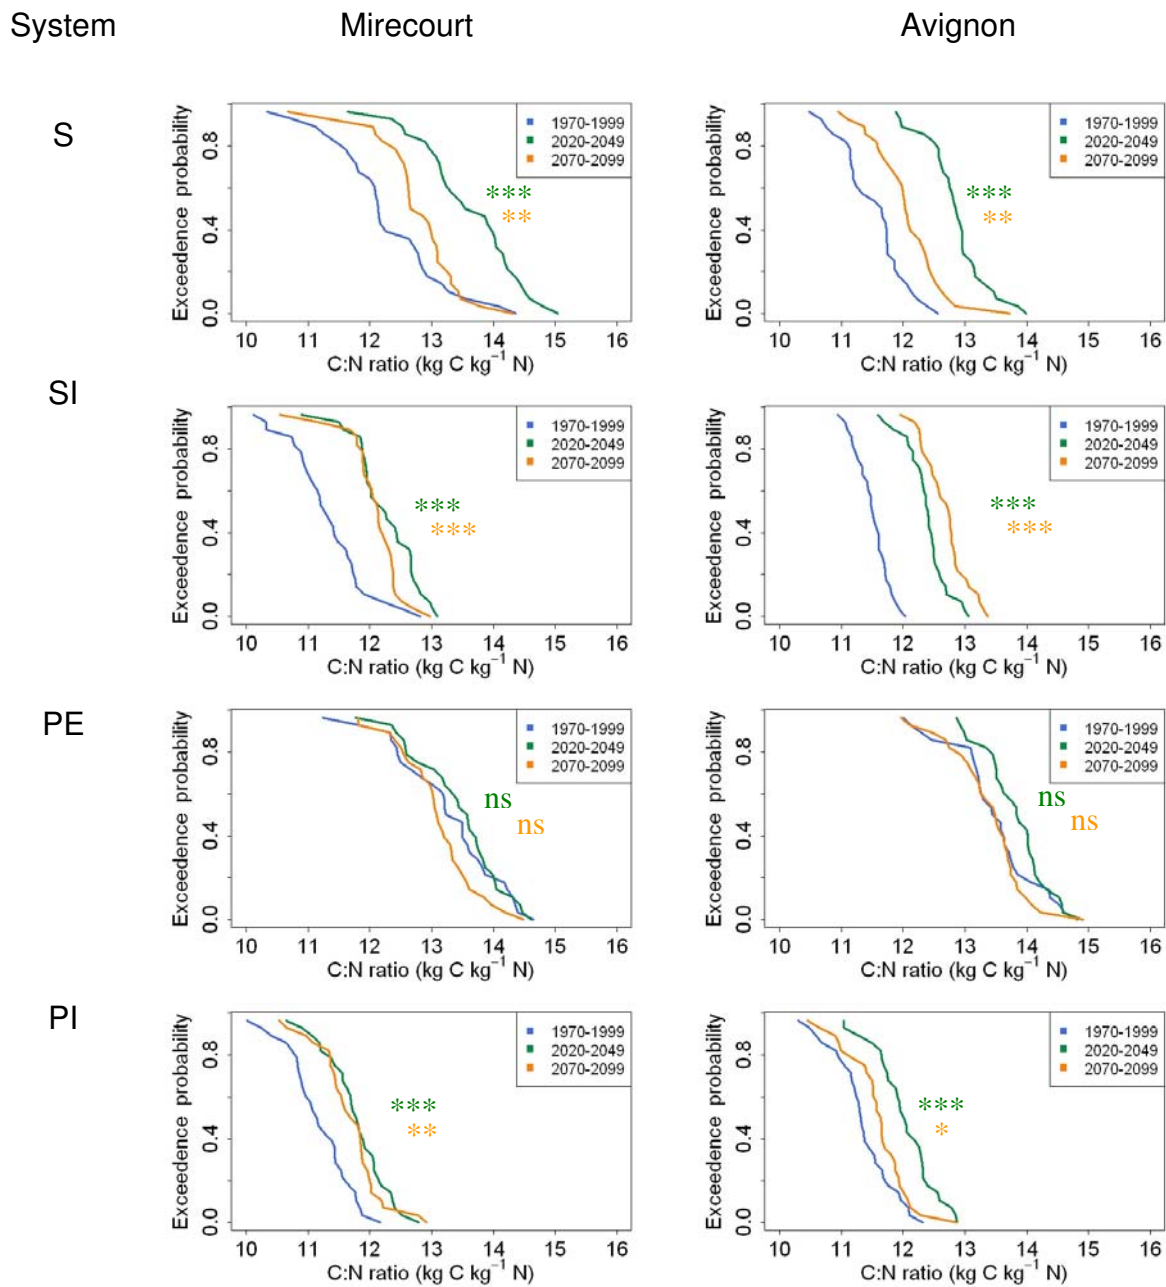 System Mirecourt Avignon
S
Exceedence probability
0.0 0.4 0.8
1970-1999
2020-2049
2070-2099
***
**
10 11 12 13 14 15 16
C:N ratio (kg C kg⁻¹ N)
Exceedence probability
0.0 0.4 0.8
1970-1999
2020-2049
2070-2099
***
**
10 11 12 13 14 15 16
C:N ratio (kg C kg⁻¹ N)
SI
Exceedence probability
0.0 0.4 0.8
1970-1999
2020-2049
2070-2099
***
***
10 11 12 13 14 15 16
C:N ratio (kg C kg⁻¹ N)
Exceedence probability
0.0 0.4 0.8
1970-1999
2020-2049
2070-2099
***
***
10 11 12 13 14 15 16
C:N ratio (kg C kg⁻¹ N)
PE
Exceedence probability
0.0 0.4 0.8
1970-1999
2020-2049
2070-2099
ns
ns
10 11 12 13 14 15 16
C:N ratio (kg C kg⁻¹ N)
Exceedence probability
0.0 0.4 0.8
1970-1999
2020-2049
2070-2099
ns
ns
10 11 12 13 14 15 16
C:N ratio (kg C kg⁻¹ N)
PI
Exceedence probability
0.0 0.4 0.8
1970-1999
2020-2049
2070-2099
***
**
10 11 12 13 14 15 16
C:N ratio (kg C kg⁻¹ N)
Exceedence probability
0.0 0.4 0.8
1970-1999
2020-2049
2070-2099
***
*
10 11 12 13 14 15 16
C:N ratio (kg C kg⁻¹ N)